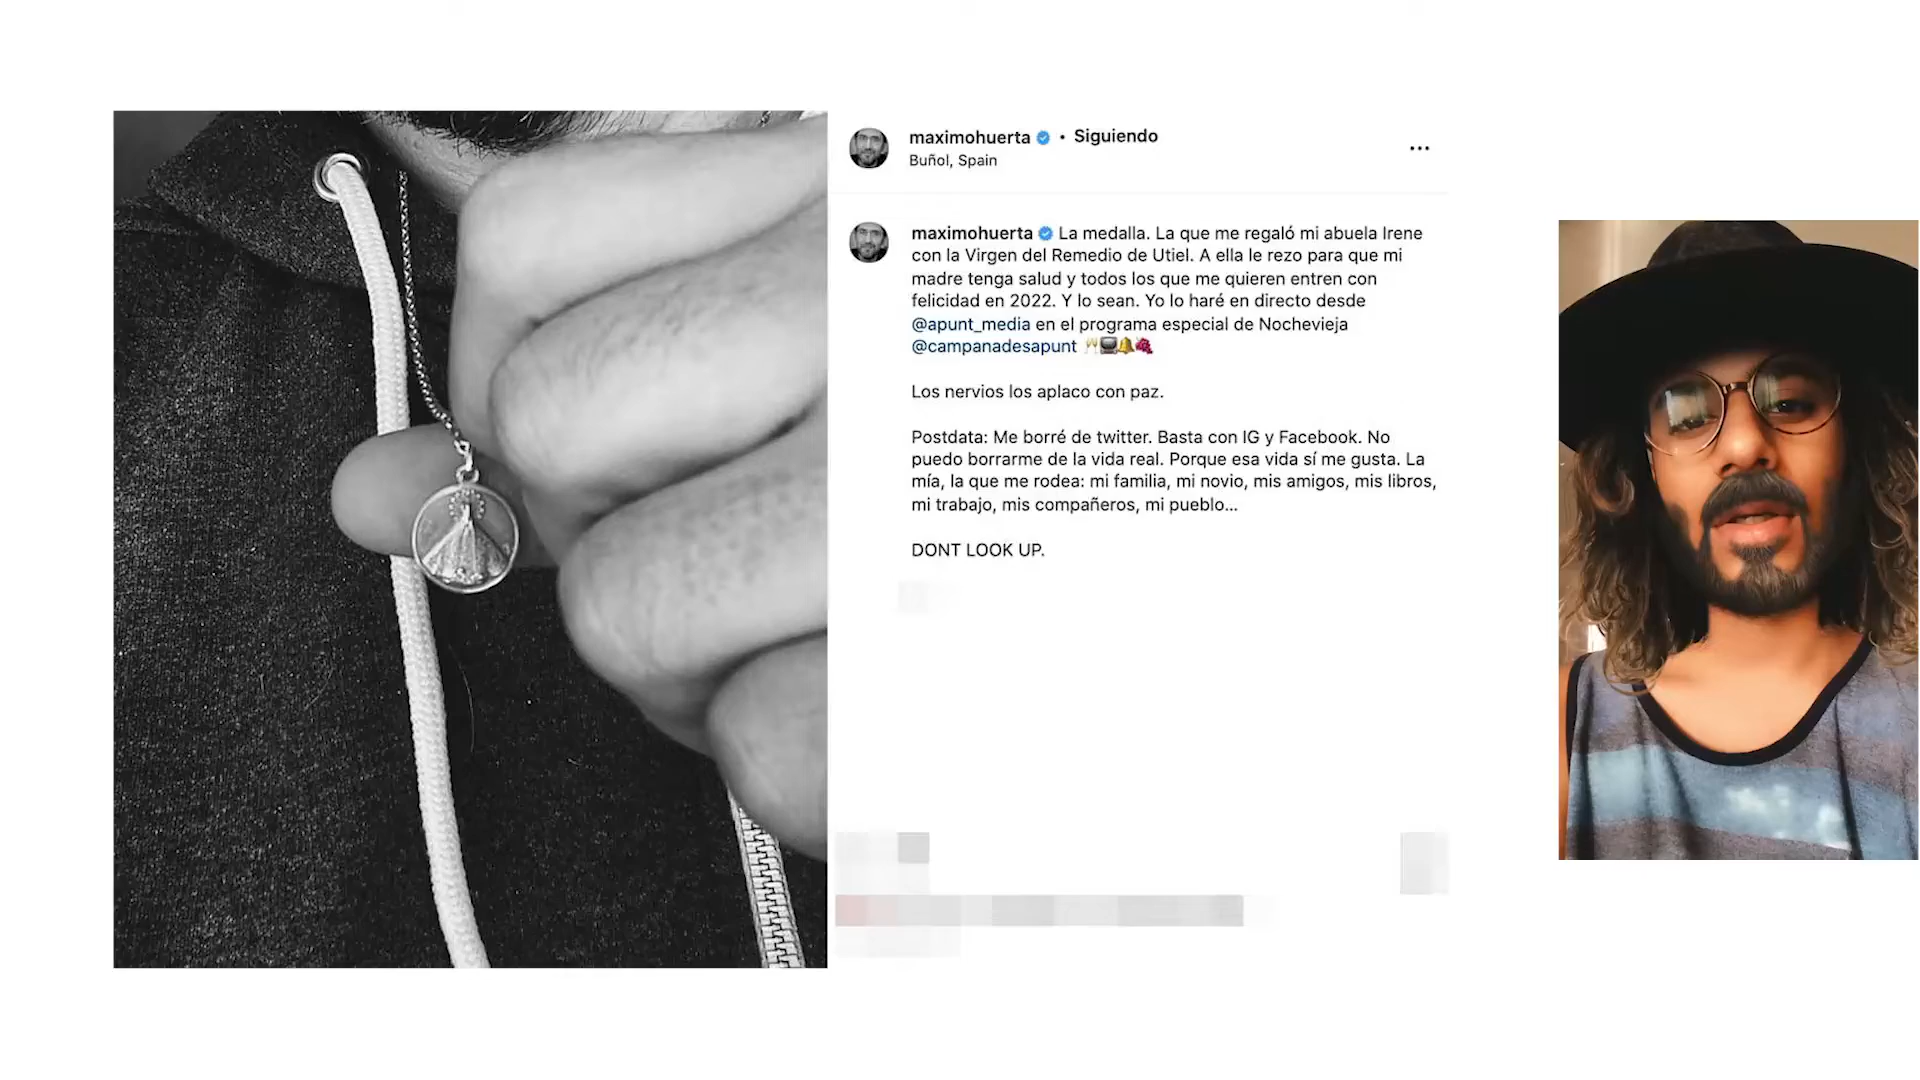 maximohuerta • Siguiendo
Buñol, Spain
maximohuerta La medalla. La que me regaló mi abuela Irene
con la Virgen del Remedio de Utiel. A ella le rezo para que mi
madre tenga salud y todos los que me quieren entren con
felicidad en 2022. Y lo sean. Yo lo haré en directo desde
@apunt_media en el programa especial de Nochevieja
@campanadesapunt 🥂📺🔔🍇
Los nervios los aplaco con paz.
Postdata: Me borré de twitter. Basta con IG y Facebook. No
puedo borrarme de la vida real. Porque esa vida sí me gusta. La
mía, la que me rodea: mi familia, mi novio, mis amigos, mis libros,
mi trabajo, mis compañeros, mi pueblo...
DONT LOOK UP.